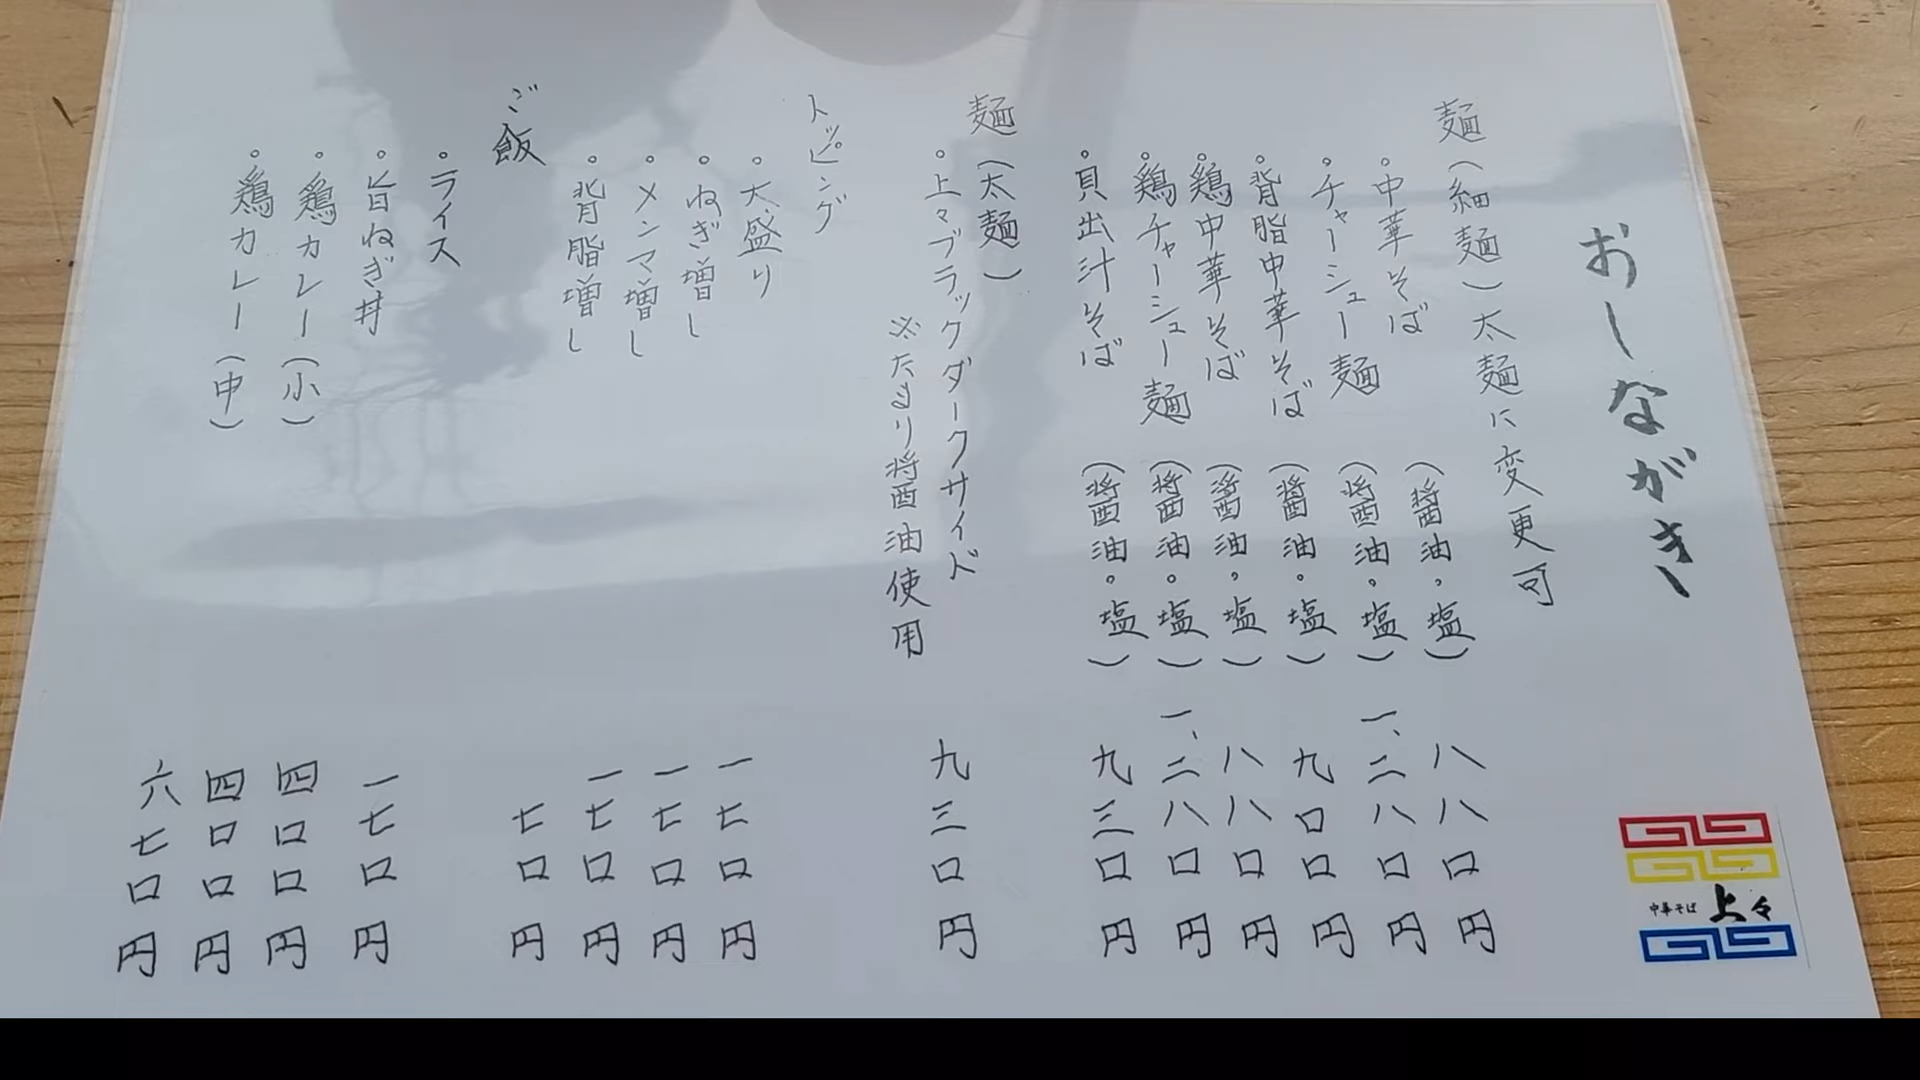 おしながき
麺（細麺）太麺に変更可
。中華そば（醤油・塩）八八〇円
。チャーシュー麺（醤油・塩）一、二八〇円
。背脂中華そば（醤油・塩）九〇〇円
。鶏中華そば（醤油・塩）八八〇円
。鶏チャーシュー麺（醤油・塩）一、二八〇円
。貝出汁そば（醤油・塩）九三〇円
麺（太麺）
。上々ブラックダークサイド 九三〇円
※たまり醤油使用
トッピング
。大盛り 一七〇円
。ねぎ増し 一七〇円
。メンマ増し 一七〇円
。背脂増し 七〇円
ご飯
。ライス 一七〇円
。旨ねぎ丼 四〇〇円
。鶏カレー（小） 四〇〇円
。鶏カレー（中） 六七〇円
中華そば 上々